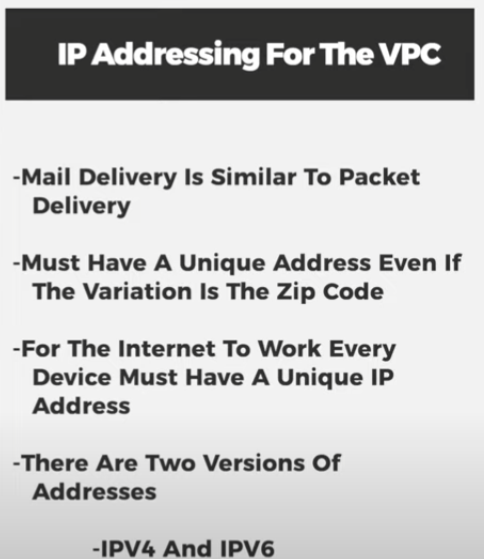 IP Addressing For The VPC
-Mail Delivery Is Similar To Packet
Delivery
-Must Have A Unique Address Even If
The Variation Is The Zip Code
-For The Internet To Work Every
Device Must Have A Unique IP
Address
-There Are Two Versions Of
Addresses
-IPV4 And IPV6